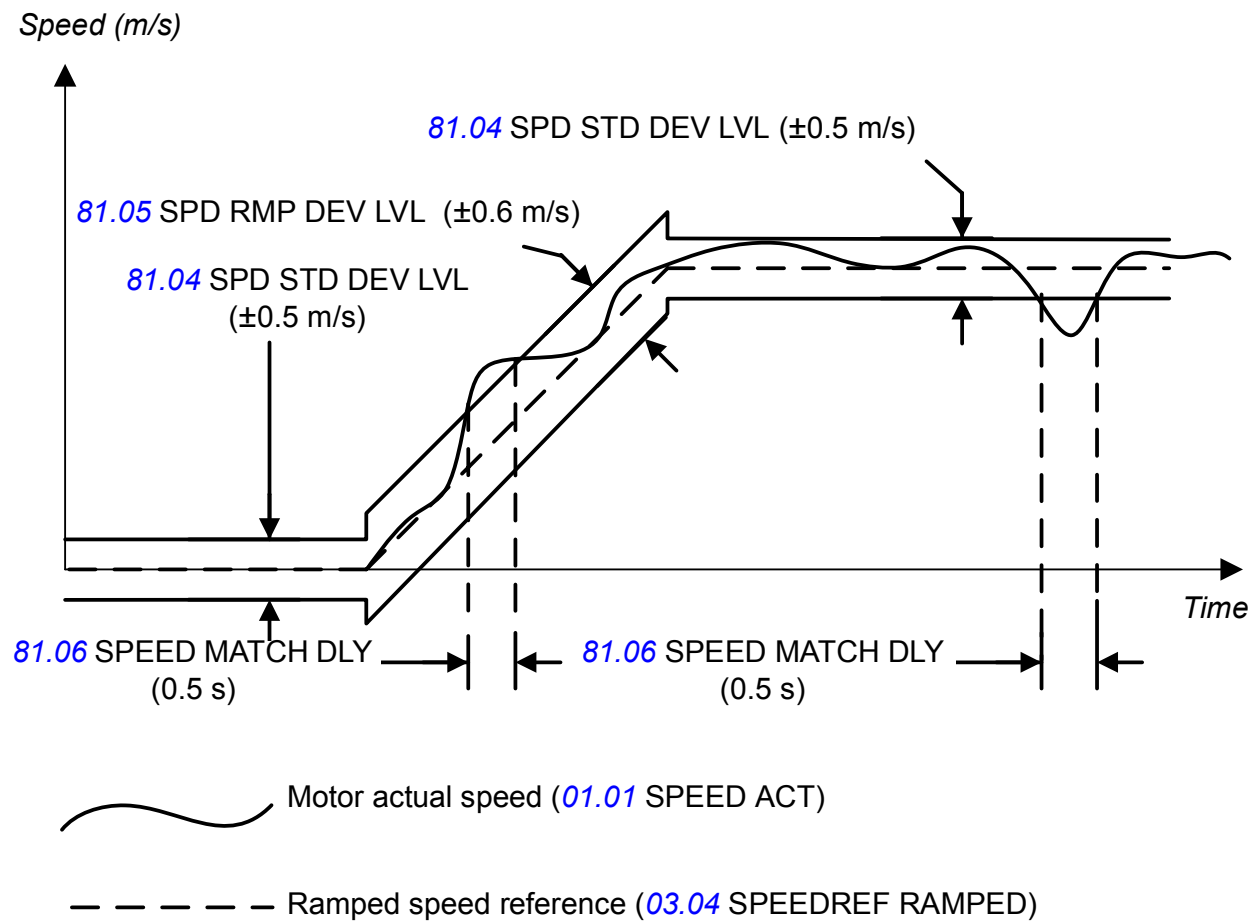 Speed (m/s)
81.04 SPD STD DEV LVL (±0.5 m/s)
81.05 SPD RMP DEV LVL (±0.6 m/s)
81.04 SPD STD DEV LVL
(±0.5 m/s)
Time
81.06 SPEED MATCH DLY
(0.5 s)
81.06 SPEED MATCH DLY
(0.5 s)
Motor actual speed (01.01 SPEED ACT)
Ramped speed reference (03.04 SPEEDREF RAMPED)